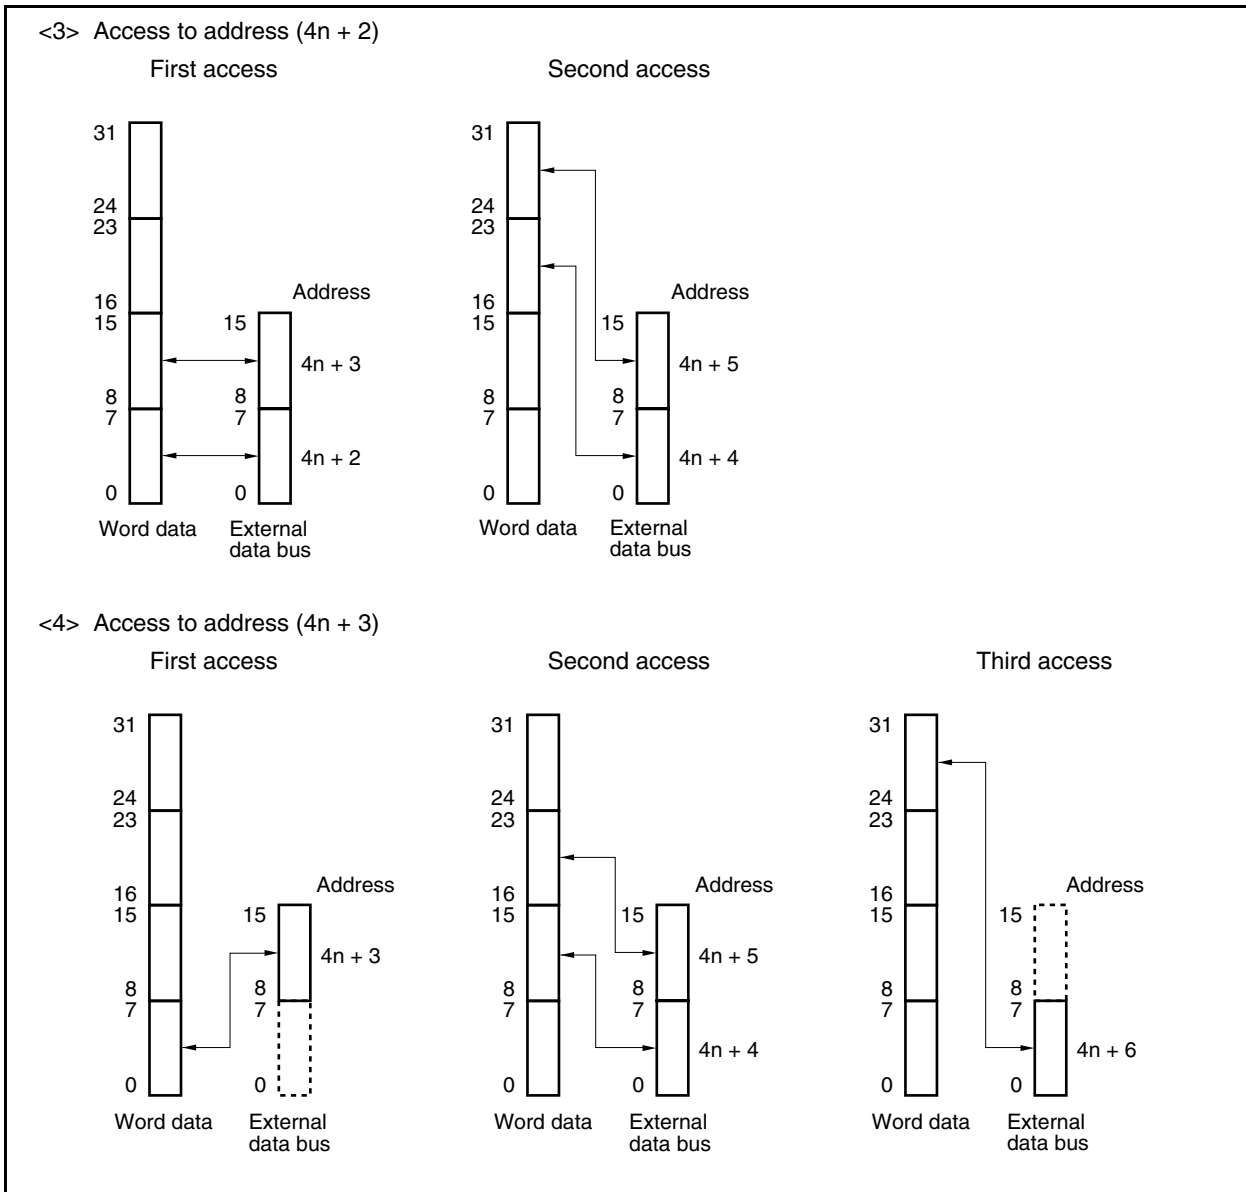 <3> Access to address (4n + 2)
First access
Second access
31
24
23
16
15
8
7
0
Address
15
4n + 3
8
7
4n + 2
0
Word data
External
data bus
31
24
23
16
15
8
7
0
Address
15
4n + 5
8
7
4n + 4
0
Word data
External
data bus
<4> Access to address (4n + 3)
First access
Second access
Third access
31
24
23
16
15
8
7
0
Address
15
4n + 3
8
7
0
Word data
External
data bus
31
24
23
16
15
8
7
0
Address
15
4n + 5
8
7
4n + 4
0
Word data
External
data bus
31
24
23
16
15
8
7
0
Address
15
8
7
4n + 6
0
Word data
External
data bus